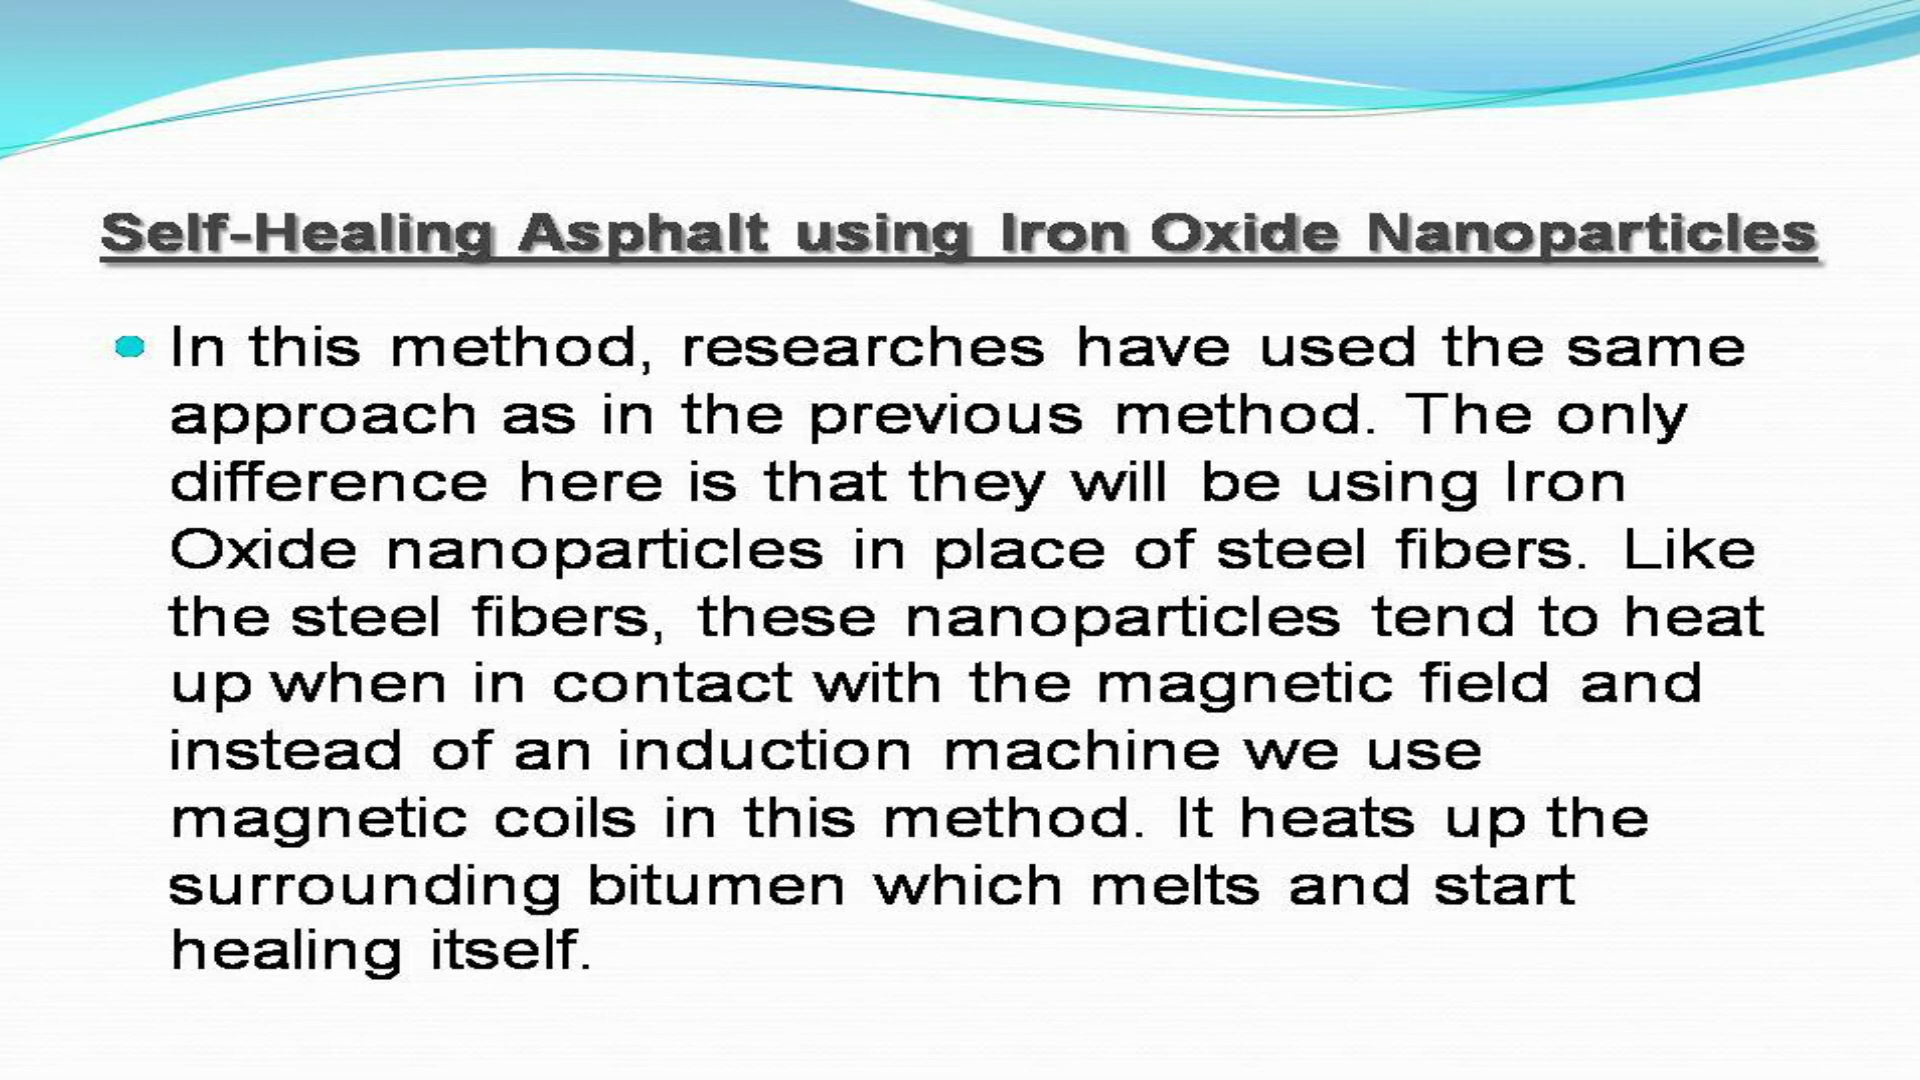 Self-Healing Asphalt using Iron Oxide Nanoparticles
In this method, researches have used the same
approach as in the previous method. The only
difference here is that they will be using Iron
Oxide nanoparticles in place of steel fibers. Like
the steel fibers, these nanoparticles tend to heat
up when in contact with the magnetic field and
instead of an induction machine we use
magnetic coils in this method. It heats up the
surrounding bitumen which melts and start
healing itself.